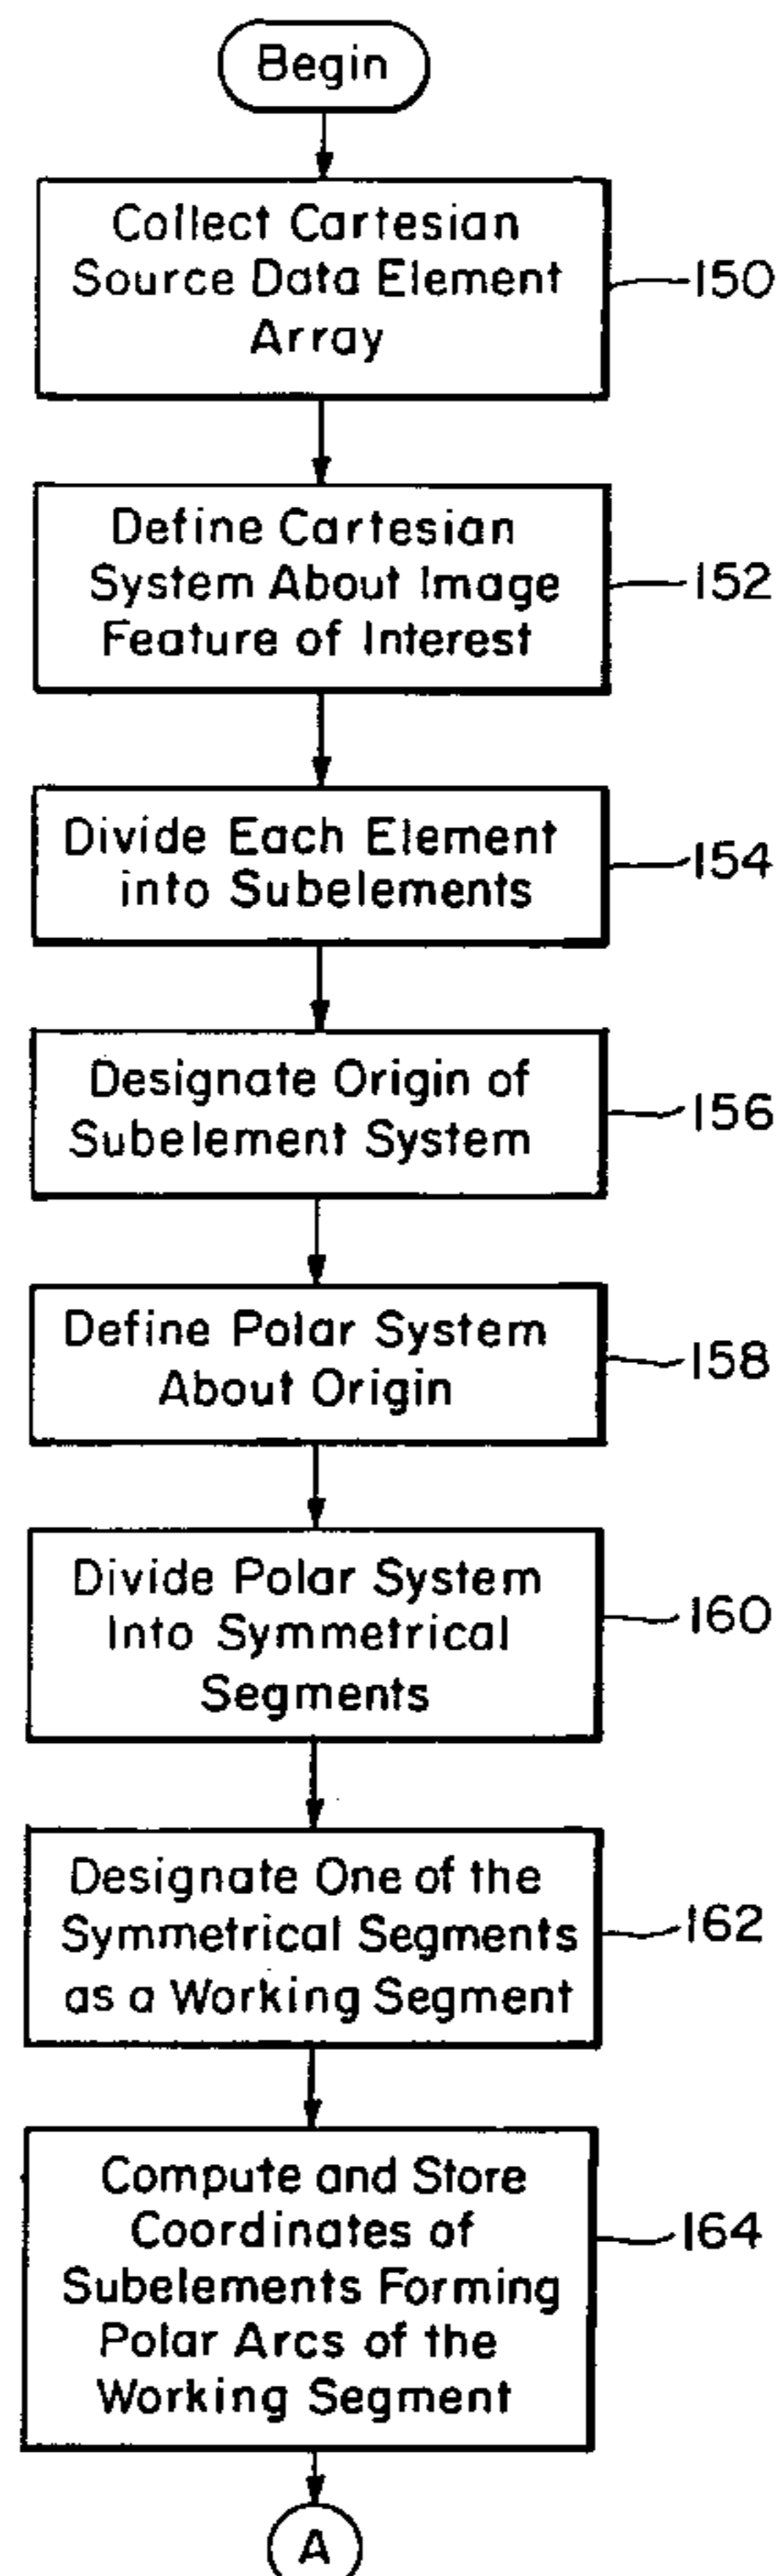 Begin
Collect Cartesian
Source Data Element
Array
150
Define Cartesian
System About Image
Feature of Interest
152
Divide Each Element
into Subelements
154
Designate Origin of
Subelement System
156
Define Polar System
About Origin
158
Divide Polar System
Into Symmetrical
Segments
160
Designate One of the
Symmetrical Segments
as a Working Segment
162
Compute and Store
Coordinates of
Subelements Forming
Polar Arcs of the
Working Segment
164
A